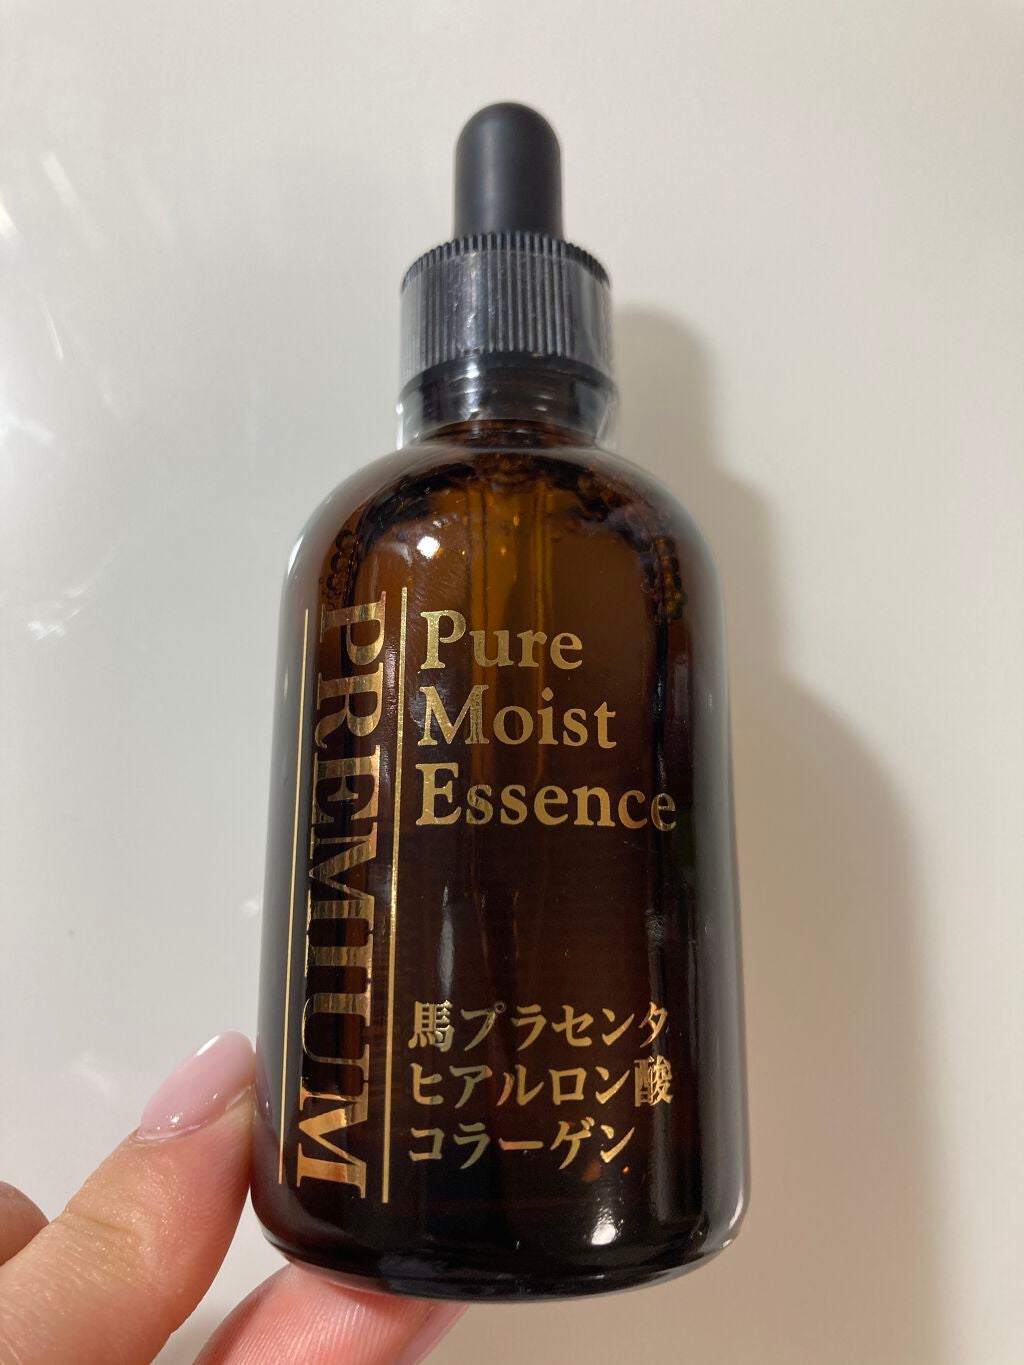 PREMIUM
Pure
Moist
Essence
馬プラセンタ
ヒアルロン酸
コラーゲン